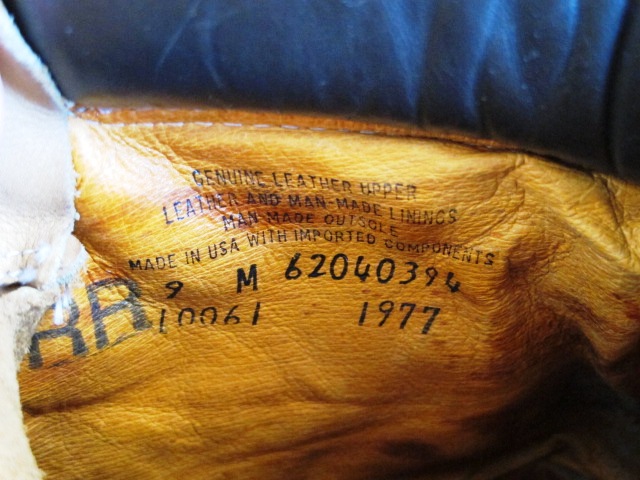 GENUINE LEATHER UPPER
LEATHER AND MAN-MADE LININGS
MAN-MADE OUTSOLE
MADE IN USA WITH IMPORTED COMPONENTS
9 M 62040394
RR 10061 1977